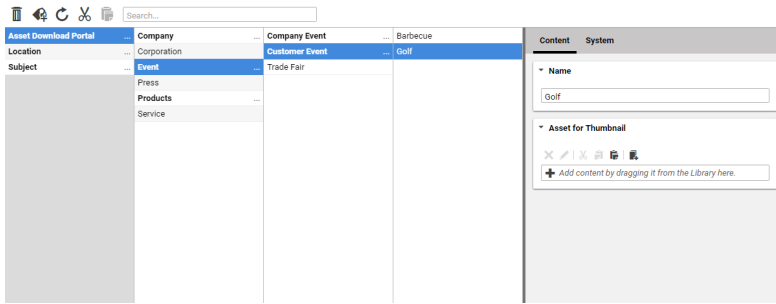 Search...
Asset Download Portal ...
Location ...
Subject ...
Company ...
Corporation
Event ...
Press
Products ...
Service
Company Event ...
Customer Event ...
Trade Fair
Barbecue
Golf
Content System
Name
Golf
Asset for Thumbnail
Add content by dragging it from the Library here.